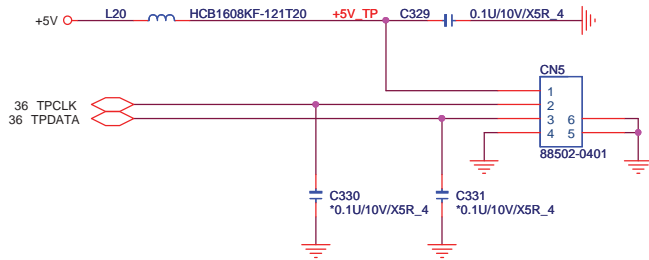 +5V L20 HCB1608KF-121T20 +5V_TP C329 0.1U/10V/X5R_4
CN5
1
36 TPCLK 2
36 TPDATA 3 6
4 5
88502-0401
C330 C331
*0.1U/10V/X5R_4 *0.1U/10V/X5R_4